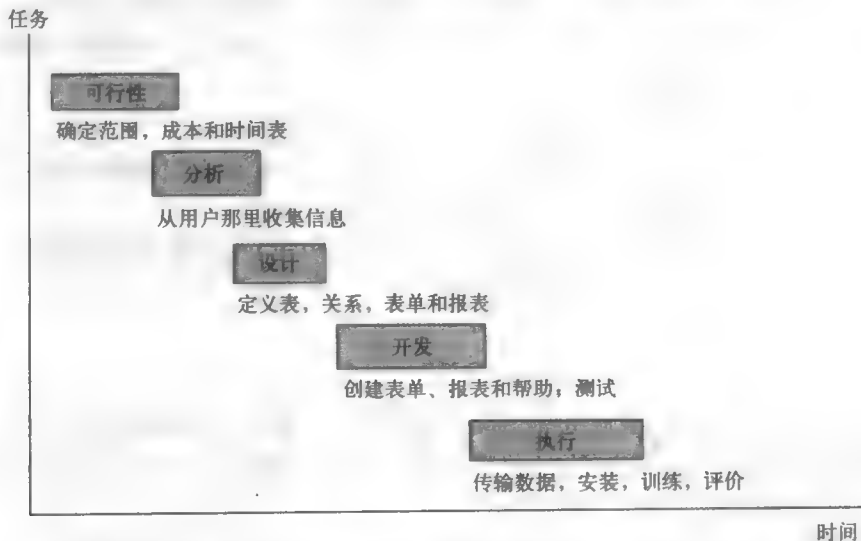 任务
可行性
确定范围，成本和时间表
分析
从用户那里收集信息
设计
定义表，关系，表单和报表
开发
创建表单、报表和帮助；测试
执行
传输数据，安装，训练，评价
时间